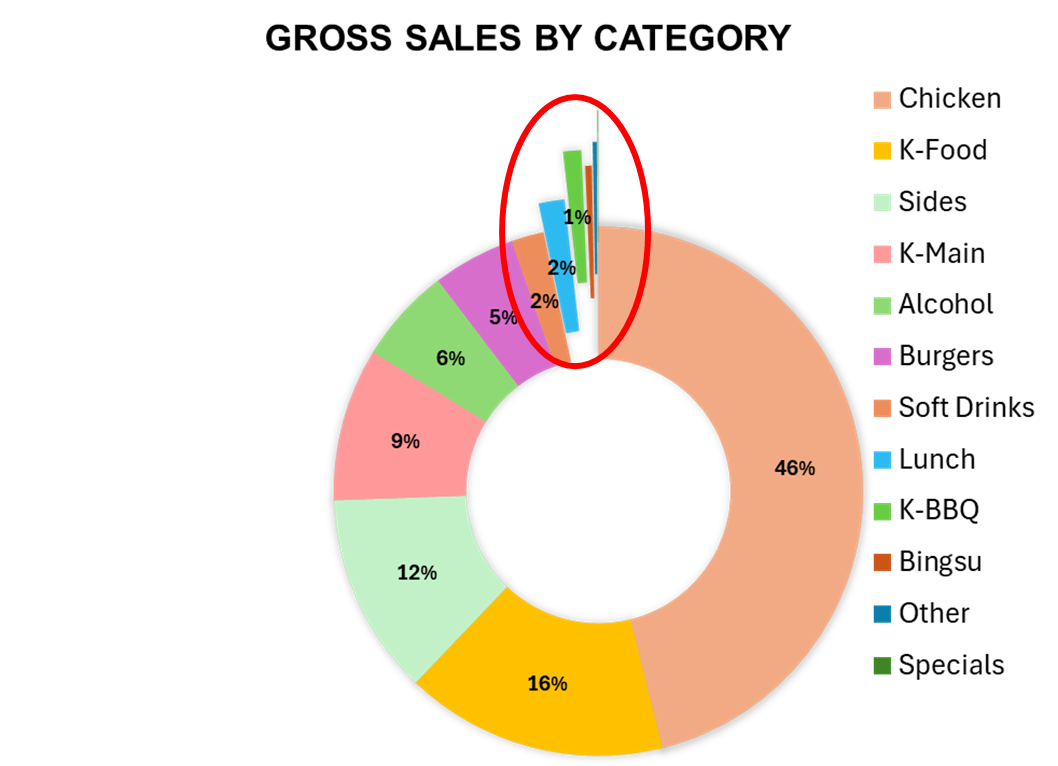 GROSS SALES BY CATEGORY
Chicken
K-Food
Sides
K-Main
Alcohol
Burgers
Soft Drinks
Lunch
K-BBQ
Bingsu
Other
Specials
1%
2%
2%
5%
6%
9%
46%
12%
16%